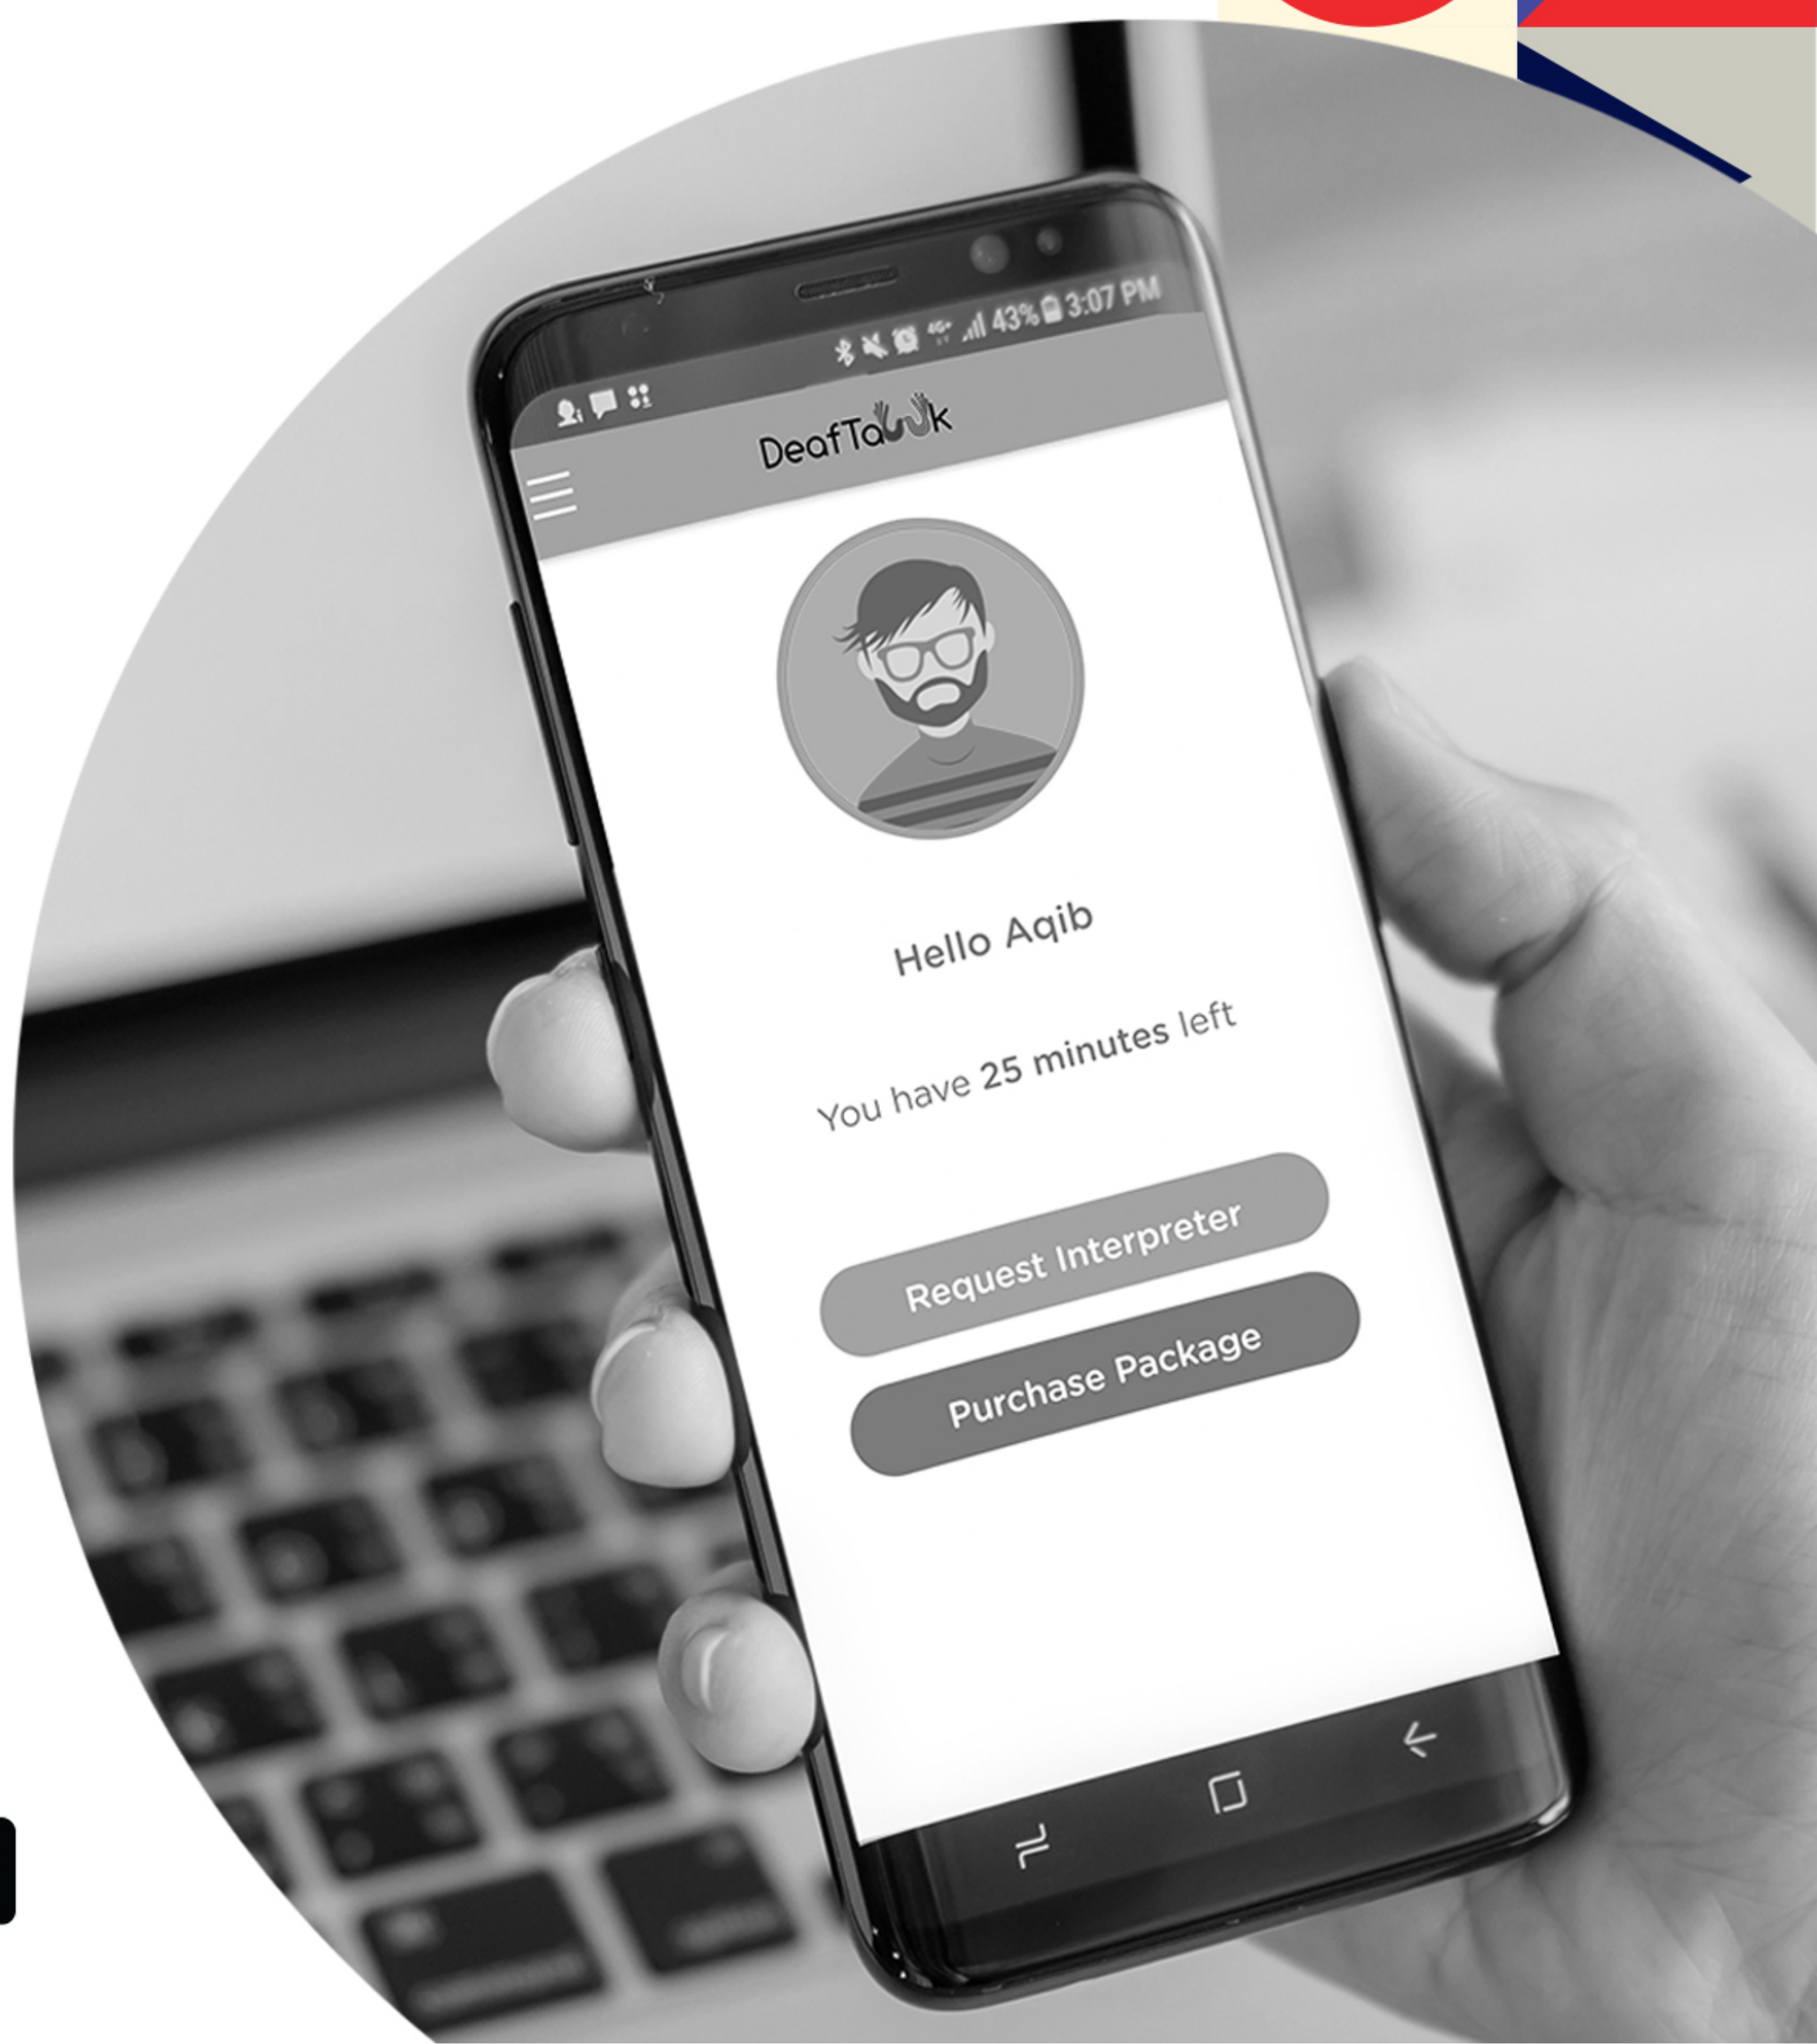 43% 3:07 PM
DeafTawk
Hello Aqib
You have 25 minutes left
Request Interpreter
Purchase Package